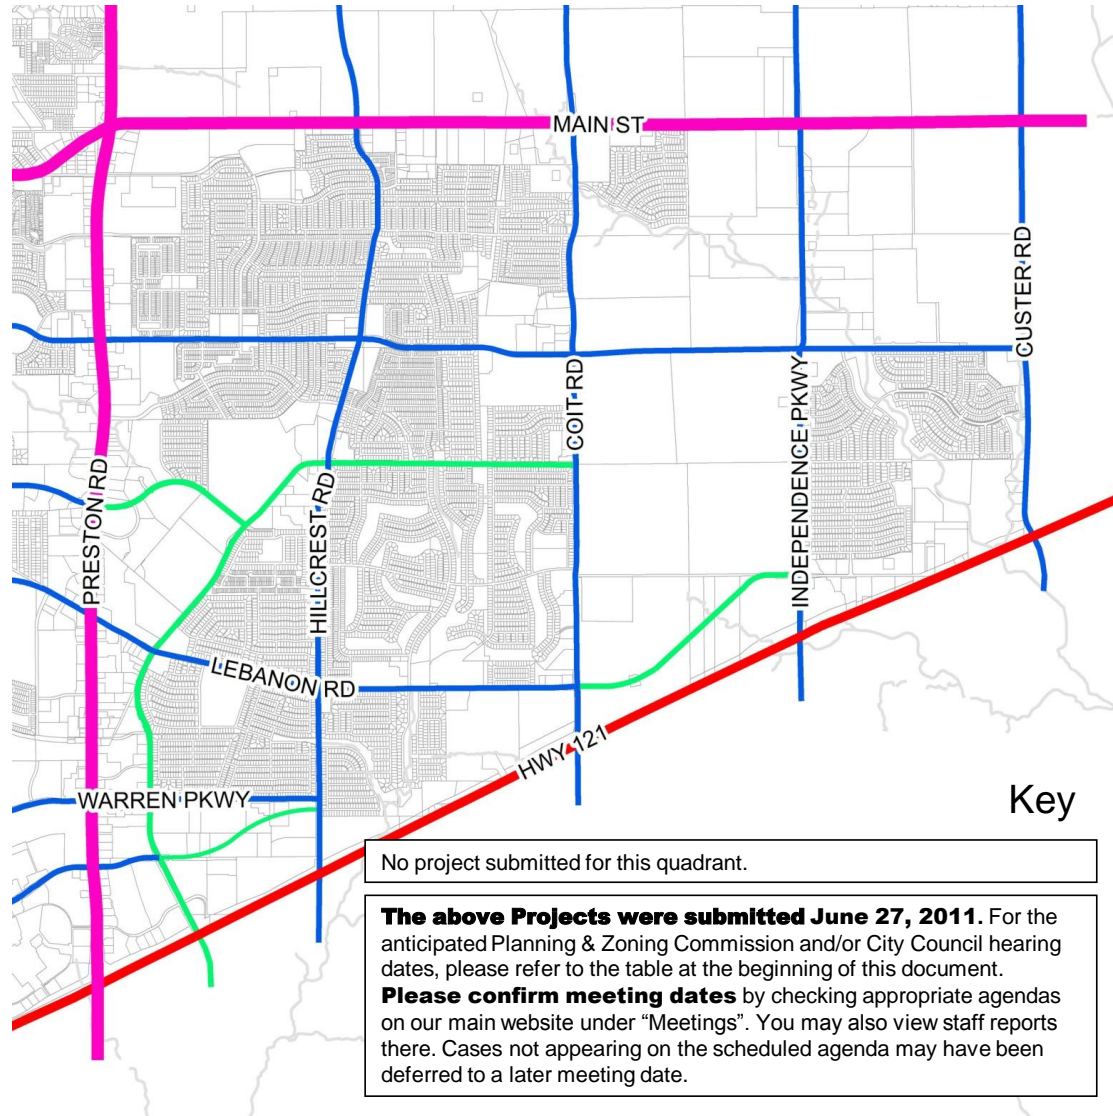 MAIN ST
CUSTER RD
COIT RD
INDEPENDENCE PKWY
PRESTON RD
HILLCREST RD
LEBANON RD
HWY 121
WARREN PKWY
Key
No project submitted for this quadrant.
The above Projects were submitted June 27, 2011. For the
anticipated Planning & Zoning Commission and/or City Council hearing
dates, please refer to the table at the beginning of this document.
Please confirm meeting dates by checking appropriate agendas
on our main website under “Meetings”. You may also view staff reports
there. Cases not appearing on the scheduled agenda may have been
deferred to a later meeting date.